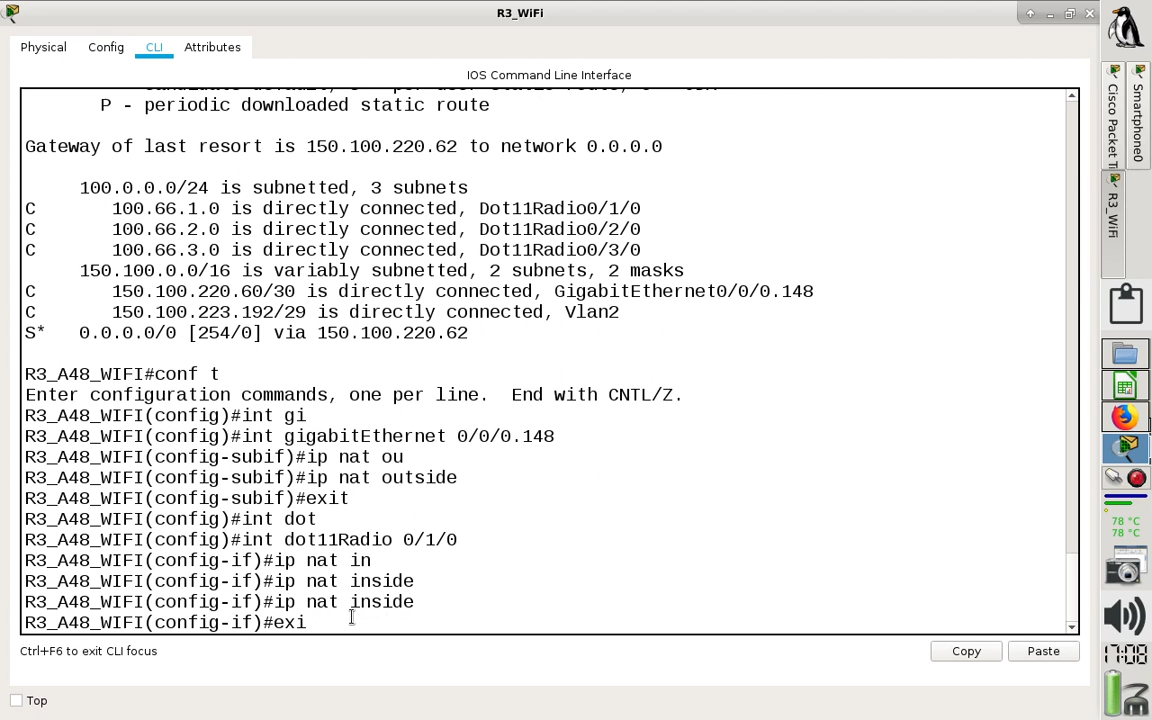 R3_WiFi
Physical Config CLI Attributes
IOS Command Line Interface
P - periodic downloaded static route
Gateway of last resort is 150.100.220.62 to network 0.0.0.0
100.0.0.0/24 is subnetted, 3 subnets
C 100.66.1.0 is directly connected, Dot11Radio0/1/0
C 100.66.2.0 is directly connected, Dot11Radio0/2/0
C 100.66.3.0 is directly connected, Dot11Radio0/3/0
150.100.0.0/16 is variably subnetted, 2 subnets, 2 masks
C 150.100.220.60/30 is directly connected, GigabitEthernet0/0/0.148
C 150.100.223.192/29 is directly connected, Vlan2
S* 0.0.0.0/0 [254/0] via 150.100.220.62
R3_A48_WIFI#conf t
Enter configuration commands, one per line. End with CNTL/Z.
R3_A48_WIFI(config)#int gi
R3_A48_WIFI(config)#int gigabitEthernet 0/0/0.148
R3_A48_WIFI(config-subif)#ip nat ou
R3_A48_WIFI(config-subif)#ip nat outside
R3_A48_WIFI(config-subif)#exit
R3_A48_WIFI(config)#int dot
R3_A48_WIFI(config)#int dot11Radio 0/1/0
R3_A48_WIFI(config-if)#ip nat in
R3_A48_WIFI(config-if)#ip nat inside
R3_A48_WIFI(config-if)#ip nat inside
R3_A48_WIFI(config-if)#exi
Ctrl+F6 to exit CLI focus
Copy Paste
Top
Cisco Packet T
Smartphone0
R3_WiFi
78 °C
78 °C
17:08